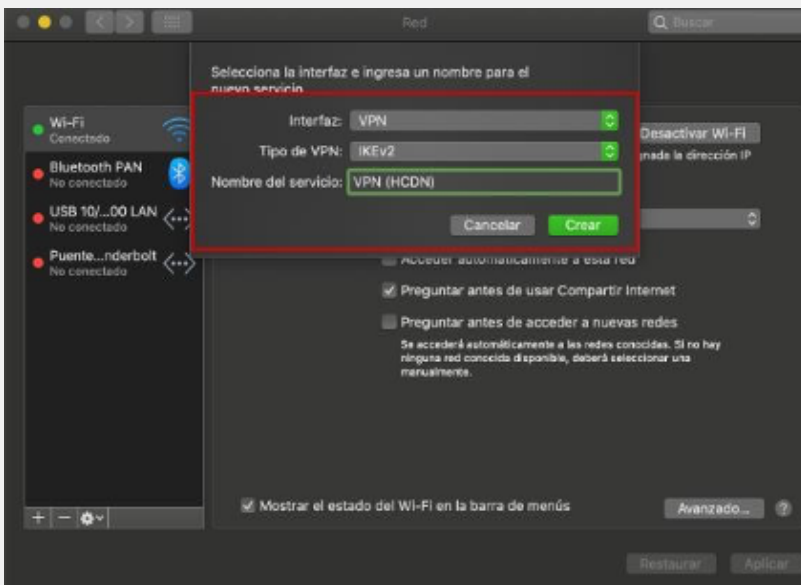 Red
Buscar
Selecciona la interfaz e ingresa un nombre para el
nuevo servicio.
Interfaz: VPN
Tipo de VPN: IKEv2
Nombre del servicio: VPN (HCDN)
Cancelar Crear
Wi-Fi
Conectado
Bluetooth PAN
No conectado
USB 10/...00 LAN
No conectado
Puente...nderbolt
No conectado
Desactivar Wi-Fi
la dirección IP
Acceder automáticamente a esta red
Preguntar antes de usar Compartir Internet
Preguntar antes de acceder a nuevas redes
Se accederá automáticamente a las redes conocidas. Si no hay
ninguna red conocida disponible, deberá seleccionar una
manualmente.
Mostrar el estado del Wi-Fi en la barra de menús
Avanzado... ?
Restaurar Aplicar